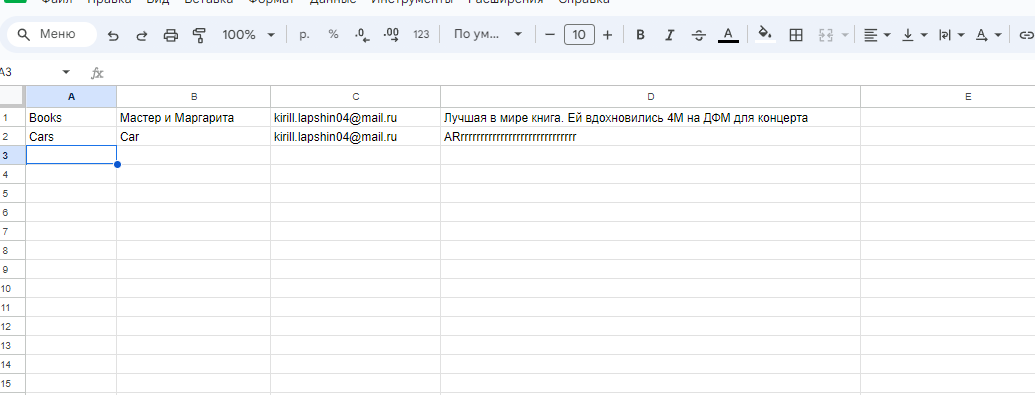 Файл Правка Вид Вставка Формат Данные Инструменты Расширения Справка
Меню 100% р. % .0 .00 123 По ум... 10 B I S A
A3 fx
A B C D E
1 Books Мастер и Маргарита kirill.lapshin04@mail.ru Лучшая в мире книга. Ей вдохновились 4М на ДФМ для концерта
2 Cars Car kirill.lapshin04@mail.ru ARrrrrrrrrrrrrrrrrrrrrrrrrrrrr
3
4
5
6
7
8
9
10
11
12
13
14
15